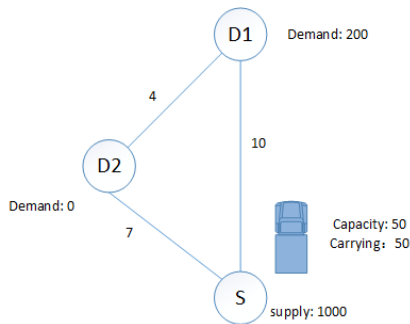 D1
Demand: 200
4
10
D2
Demand: 0
7
Capacity: 50
Carrying：50
S
supply: 1000